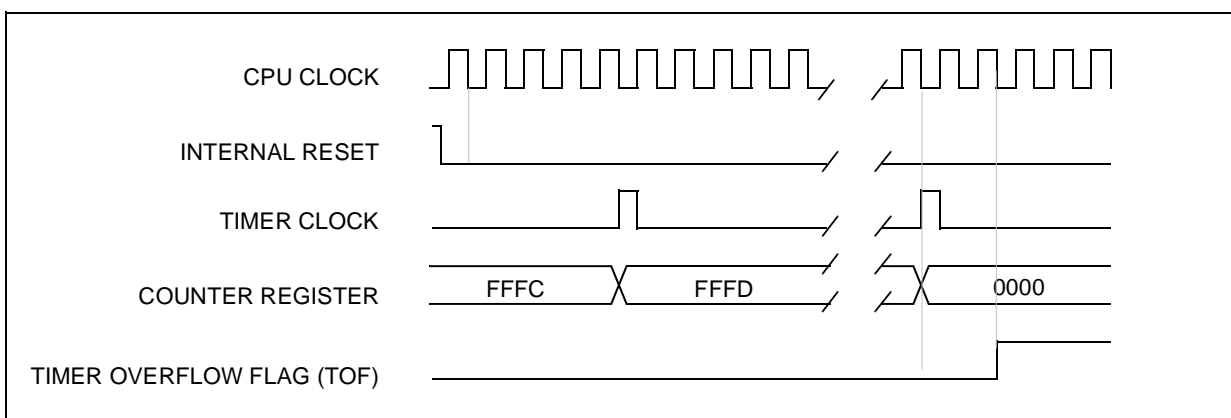 CPU CLOCK
INTERNAL RESET
TIMER CLOCK
COUNTER REGISTER FFFC FFFD 0000
TIMER OVERFLOW FLAG (TOF)